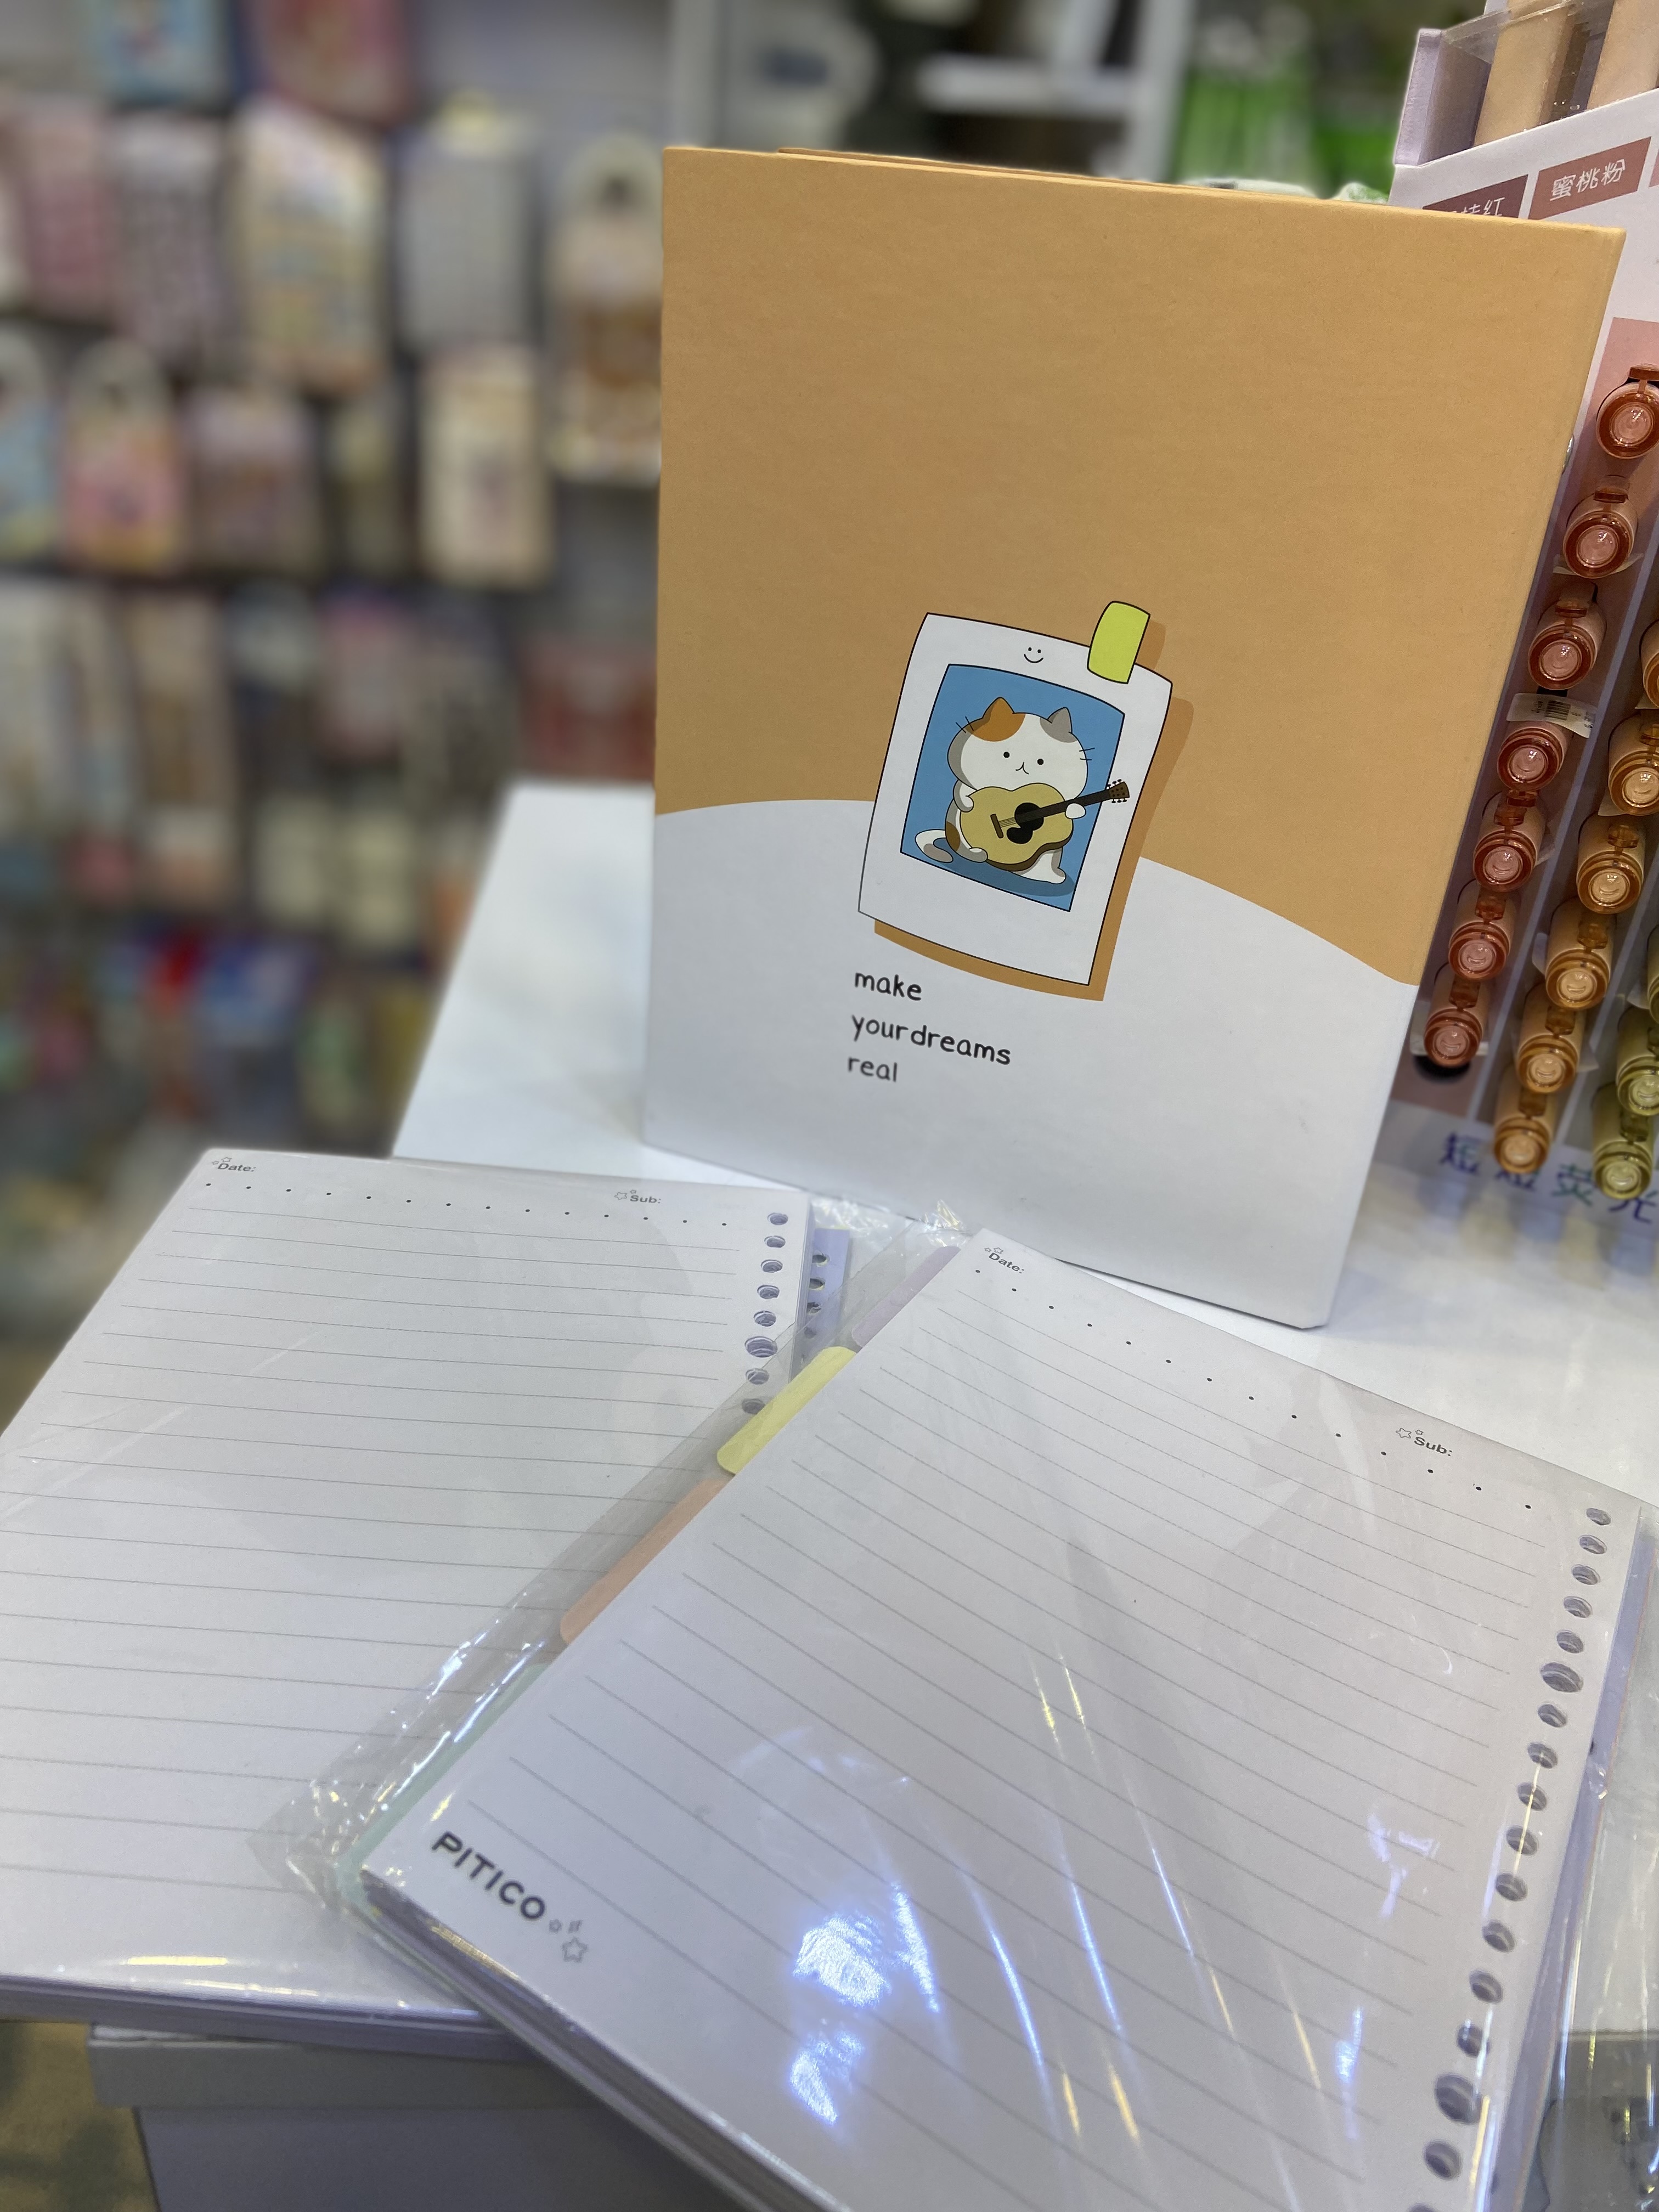 蜜桃粉
make
yourdreams
real
Date:
Sub:
Date:
Sub:
PITICO